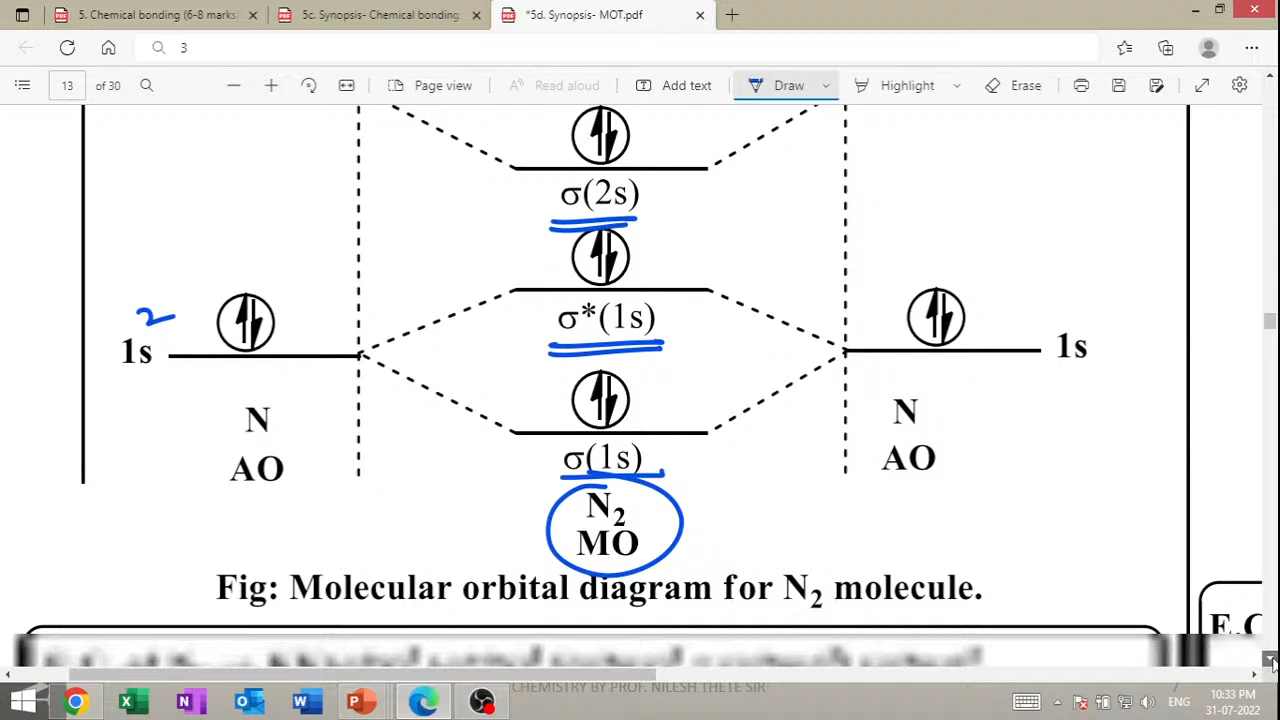 5. Chemical bonding (6-8 marks
5c. Synopsis- Chemical bonding
*5d. Synopsis- MOT.pdf
3
13 of 30
Page view
Read aloud
Add text
Draw
Highlight
Erase
σ(2s)
σ*(1s)
2
1s
1s
N
AO
N
AO
σ(1s)
N₂
MO
Fig: Molecular orbital diagram for N₂ molecule.
E.C
CHEMISTRY BY PROF. NILESH THETE SIR
ENG
10:33 PM
31-07-2022